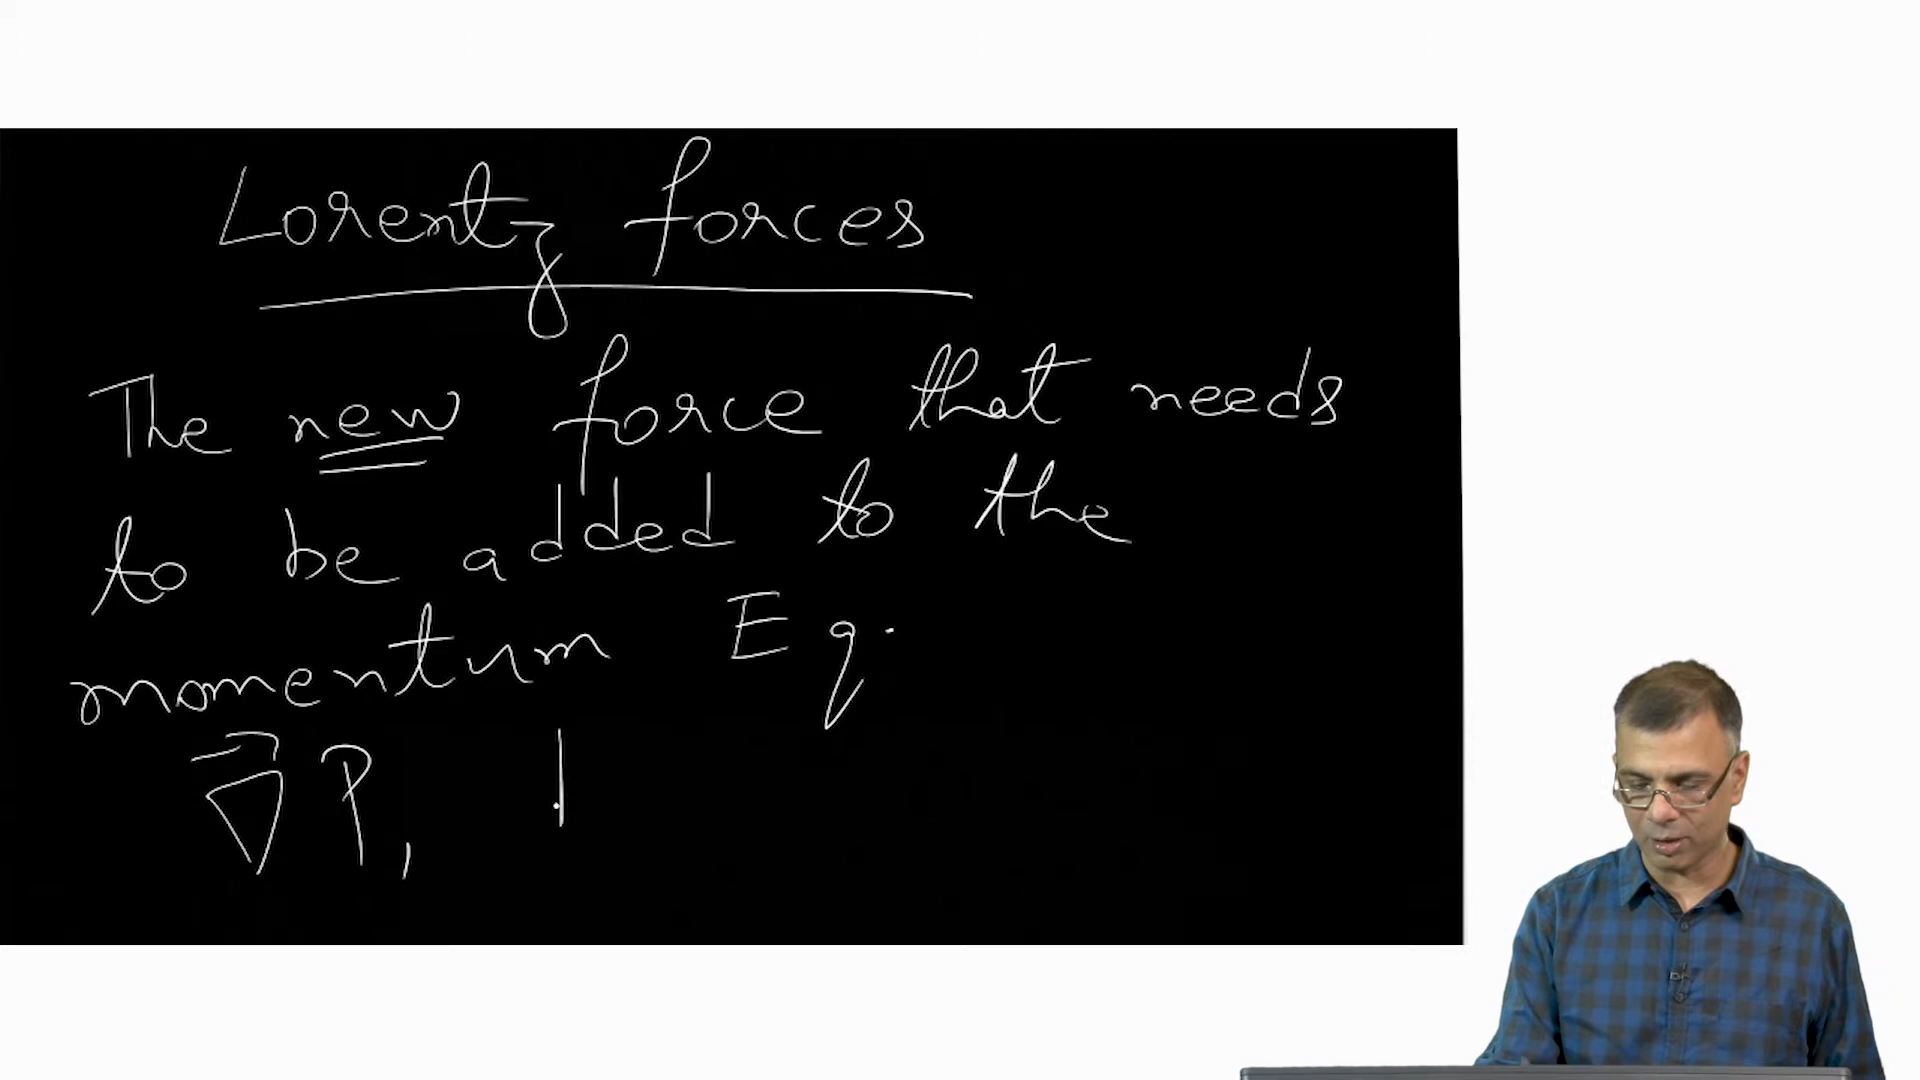 Lorentz forces
The new force that needs
to be added to the
momentum Eq.
∇⃗ P,